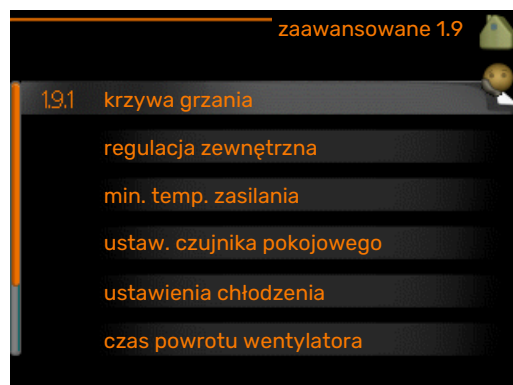 zaawansowane 1.9
1.9.1 krzywa grzania
regulacja zewnętrzna
min. temp. zasilania
ustaw. czujnika pokojowego
ustawienia chłodzenia
czas powrotu wentylatora